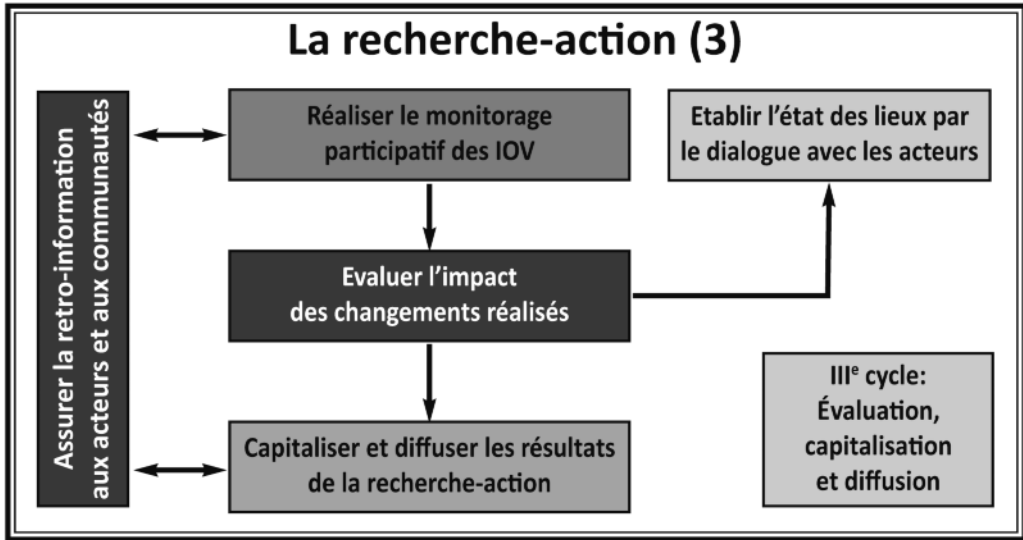 La recherche-action (3)
Assurer la retro-information
aux acteurs et aux communautés
Réaliser le monitorage
participatif des IOV
Etablir l'état des lieux par
le dialogue avec les acteurs
Evaluer l'impact
des changements réalisés
Capitaliser et diffuser les résultats
de la recherche-action
IIIe cycle:
Évaluation,
capitalisation
et diffusion